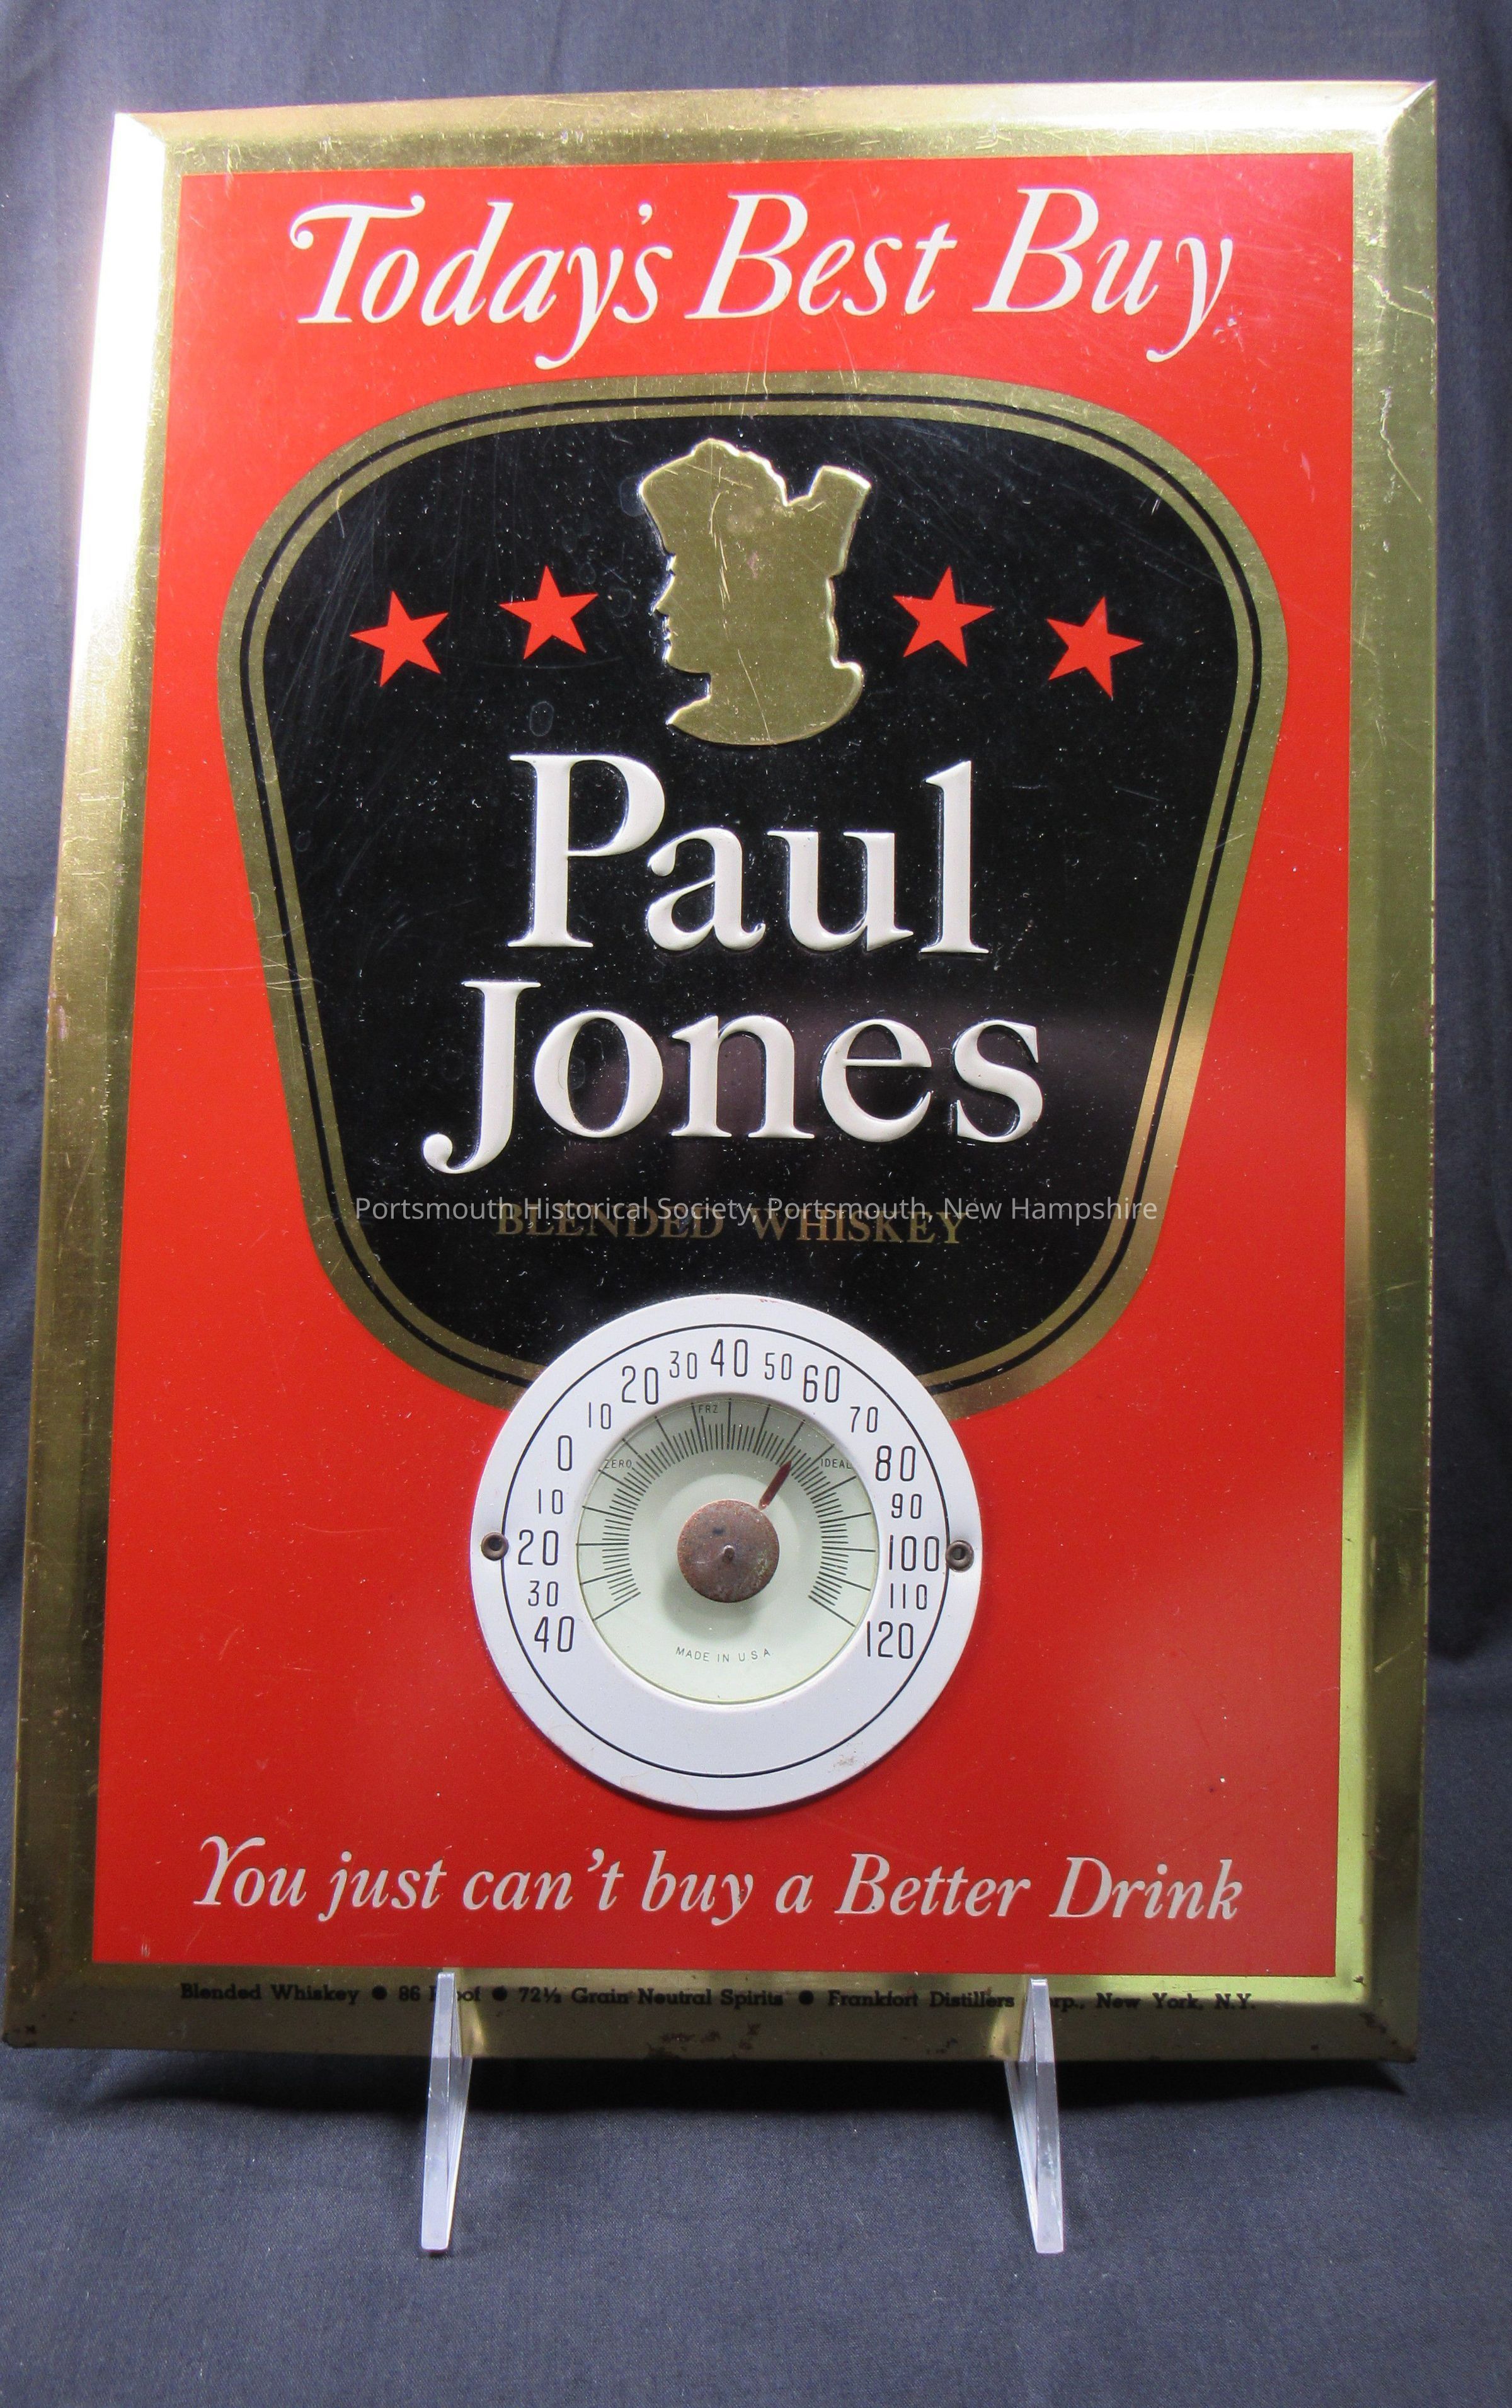 Today's Best Buy
Paul
Jones
Portsmouth Historical Society, Portsmouth, New Hampshire
BLENDED WHISKEY
40
30
20
10
0
10
20
30
40
50
60
70
80
90
100
110
120
ZERO
FRZ
IDEAL
MADE IN U S A
You just can't buy a Better Drink
Blended Whiskey ● 86 ● 72½ Grain Neutral Spirits ● Frankfort Distillers New York, N.Y.